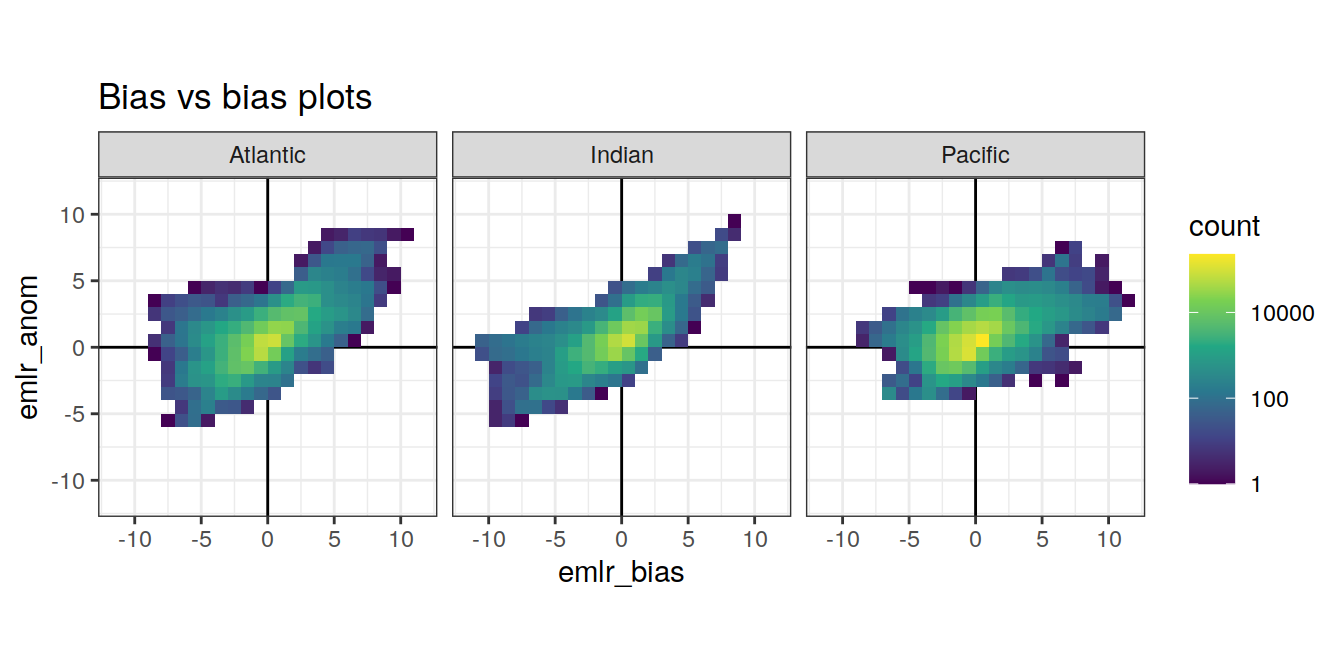 Bias vs bias plots
Atlantic Indian Pacific
10
5
0
-5
-10
emlr_anom
-10 -5 0 5 10 -10 -5 0 5 10 -10 -5 0 5 10
emlr_bias
count
10000
100
1